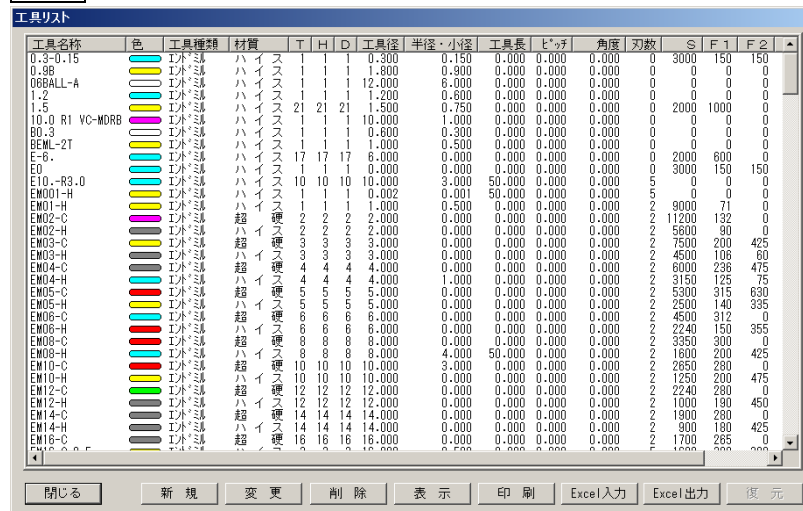 工具リスト
工具名称 色 工具種類 材質 T H D 工具径 半径・小径 工具長 ピッチ 角度 刃数 S F1 F2
0.3-0.15 エンドミル ハイス 1 1 1 0.300 0.150 0.000 0.000 0.000 0 3000 150 150
0.9B エンドミル ハイス 1 1 1 1.800 0.900 0.000 0.000 0.000 0 0 0 0
06BALL-A エンドミル ハイス 1 1 1 12.000 6.000 0.000 0.000 0.000 0 0 0 0
1.2 エンドミル ハイス 1 1 1 1.200 0.600 0.000 0.000 0.000 0 0 0 0
1.5 エンドミル ハイス 21 21 21 1.500 0.750 0.000 0.000 0.000 0 2000 1000 0
10.0 R1 VC-MDRB エンドミル ハイス 1 1 1 10.000 1.000 0.000 0.000 0.000 0 0 0 0
B0.3 エンドミル ハイス 1 1 1 0.600 0.300 0.000 0.000 0.000 0 0 0 0
BEML-2T エンドミル ハイス 1 1 1 1.000 0.500 0.000 0.000 0.000 0 0 0 0
E-6. エンドミル ハイス 17 17 17 6.000 0.000 0.000 0.000 0.000 0 2000 600 0
E0 エンドミル ハイス 1 1 1 0.000 0.000 0.000 0.000 0.000 0 3000 150 150
E10.-R3.0 エンドミル ハイス 10 10 10 10.000 3.000 50.000 0.000 0.000 5 0 0 0
EM001-H エンドミル ハイス 1 1 1 0.002 0.001 50.000 0.000 0.000 5 0 0 0
EM01-H エンドミル ハイス 1 1 1 1.000 0.500 0.000 0.000 0.000 2 9000 71 0
EM02-C エンドミル 超硬 2 2 2 2.000 0.000 0.000 0.000 0.000 2 11200 132 0
EM02-H エンドミル ハイス 2 2 2 2.000 0.000 0.000 0.000 0.000 2 5600 90 0
EM03-C エンドミル 超硬 3 3 3 3.000 0.000 0.000 0.000 0.000 2 7500 200 425
EM03-H エンドミル ハイス 3 3 3 3.000 0.000 0.000 0.000 0.000 2 4500 106 60
EM04-C エンドミル 超硬 4 4 4 4.000 0.000 0.000 0.000 0.000 2 6000 236 475
EM04-H エンドミル ハイス 4 4 4 4.000 1.000 0.000 0.000 0.000 2 3150 125 75
EM05-C エンドミル 超硬 5 5 5 5.000 0.000 0.000 0.000 0.000 2 5300 315 630
EM05-H エンドミル ハイス 5 5 5 5.000 0.000 0.000 0.000 0.000 2 2500 140 335
EM06-C エンドミル 超硬 6 6 6 6.000 0.000 0.000 0.000 0.000 2 4500 312 0
EM06-H エンドミル ハイス 6 6 6 6.000 0.000 0.000 0.000 0.000 2 2240 150 355
EM08-C エンドミル 超硬 8 8 8 8.000 0.000 0.000 0.000 0.000 2 3350 300 0
EM08-H エンドミル ハイス 8 8 8 8.000 4.000 50.000 0.000 0.000 2 1600 200 425
EM10-C エンドミル 超硬 10 10 10 10.000 3.000 0.000 0.000 0.000 2 2650 280 0
EM10-H エンドミル ハイス 10 10 10 10.000 0.000 0.000 0.000 0.000 2 1250 200 475
EM12-C エンドミル 超硬 12 12 12 12.000 0.000 0.000 0.000 0.000 2 2240 280 0
EM12-H エンドミル ハイス 12 12 12 12.000 0.000 0.000 0.000 0.000 2 1000 190 450
EM14-C エンドミル 超硬 14 14 14 14.000 0.000 0.000 0.000 0.000 2 1900 280 0
EM14-H エンドミル ハイス 14 14 14 14.000 0.000 0.000 0.000 0.000 2 900 180 425
EM16-C エンドミル 超硬 16 16 16 16.000 0.000 0.000 0.000 0.000 2 1700 265 0
閉じる 新規 変更 削除 表示 印刷 Excel入力 Excel出力 復元